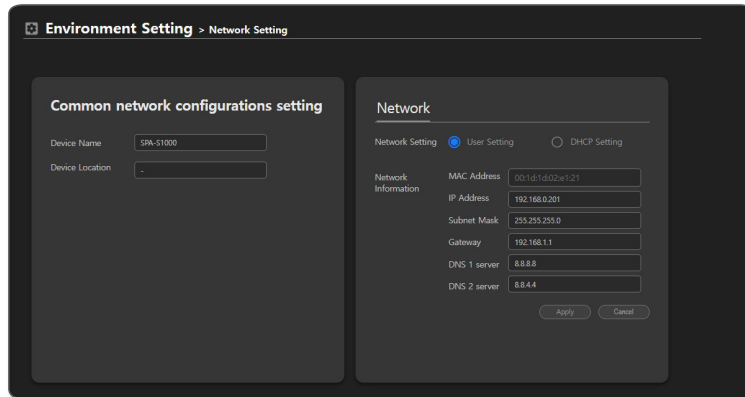 Environment Setting > Network Setting
Common network configurations setting
Device Name SPA-S1000
Device Location -
Network
Network Setting User Setting DHCP Setting
Network Information
MAC Address 00:1d:1d:02:e1:21
IP Address 192.168.0.201
Subnet Mask 255.255.255.0
Gateway 192.168.1.1
DNS 1 server 8.8.8.8
DNS 2 server 8.8.4.4
Apply Cancel